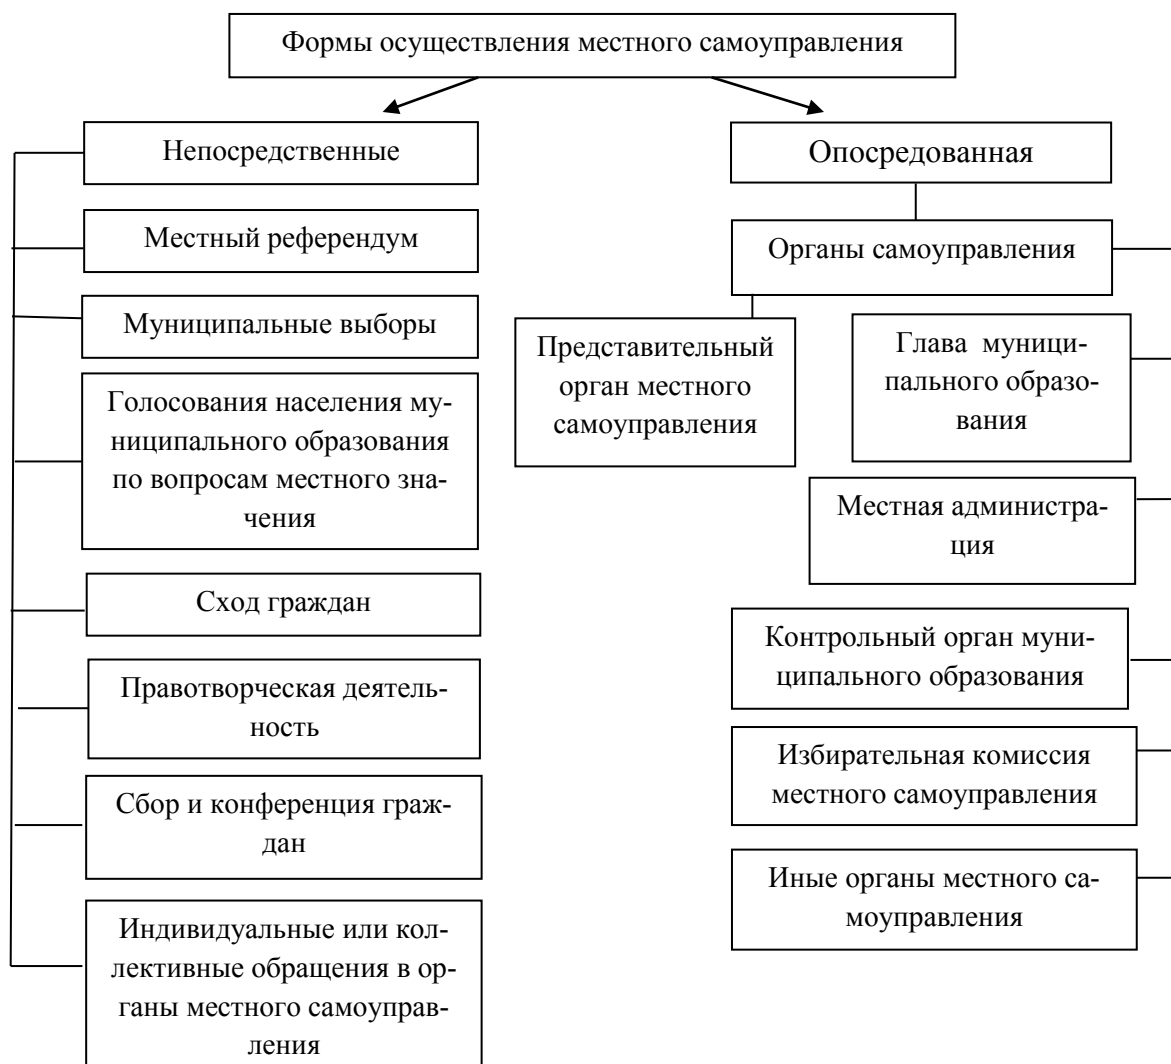 Формы осуществления местного самоуправления
Непосредственные
Местный референдум
Муниципальные выборы
Голосования населения му-
ниципального образования
по вопросам местного зна-
чения
Сход граждан
Правотворческая деятель-
ность
Сбор и конференция граж-
дан
Индивидуальные или кол-
лективные обращения в ор-
ганы местного самоуправ-
ления
Опосредованная
Органы самоуправления
Представительный
орган местного
самоуправления
Глава муници-
пального образо-
вания
Местная администра-
ция
Контрольный орган муни-
ципального образования
Избирательная комиссия
местного самоуправления
Иные органы местного са-
моуправления